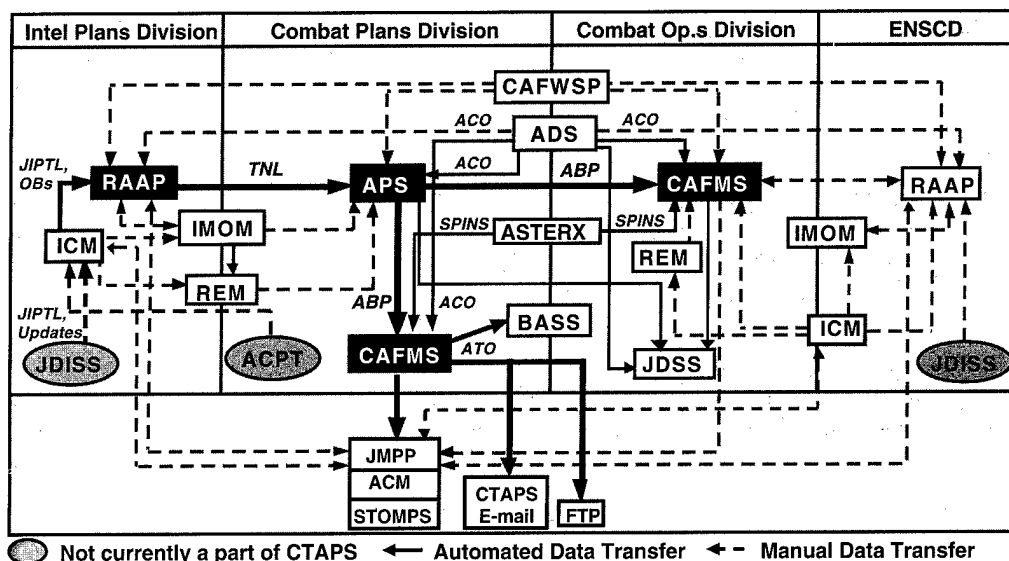 Intel Plans Division
Combat Plans Division
Combat Op.s Division
ENSCD
CAFWSP
ACO
ADS
ACO
JIPTL,
OBs
RAAP
TNL
APS
ACO
ABP
CAFMS
RAAP
ICM
IMOM
SPINS
ASTERX
SPINS
IMOM
REM
REM
JIPTL,
Updates
ABP
ACO
BASS
ICM
JDISS
ACPT
CAFMS
ATO
JDSS
JDISS
JMPP
ACM
STOMPS
CTAPS
E-mail
FTP
Not currently a part of CTAPS
Automated Data Transfer
Manual Data Transfer